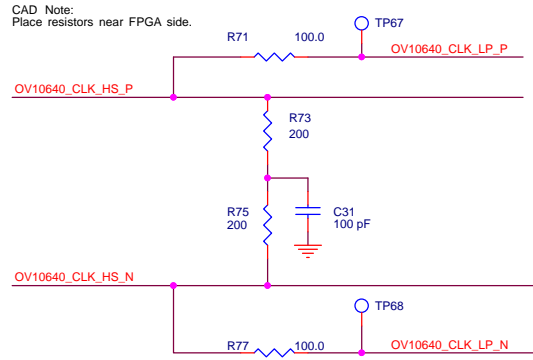 CAD Note:
Place resistors near FPGA side.
TP67
R71 100.0
OV10640_CLK_LP_P
OV10640_CLK_HS_P
R73
200
R75
200
C31
100 pF
OV10640_CLK_HS_N
TP68
R77 100.0
OV10640_CLK_LP_N